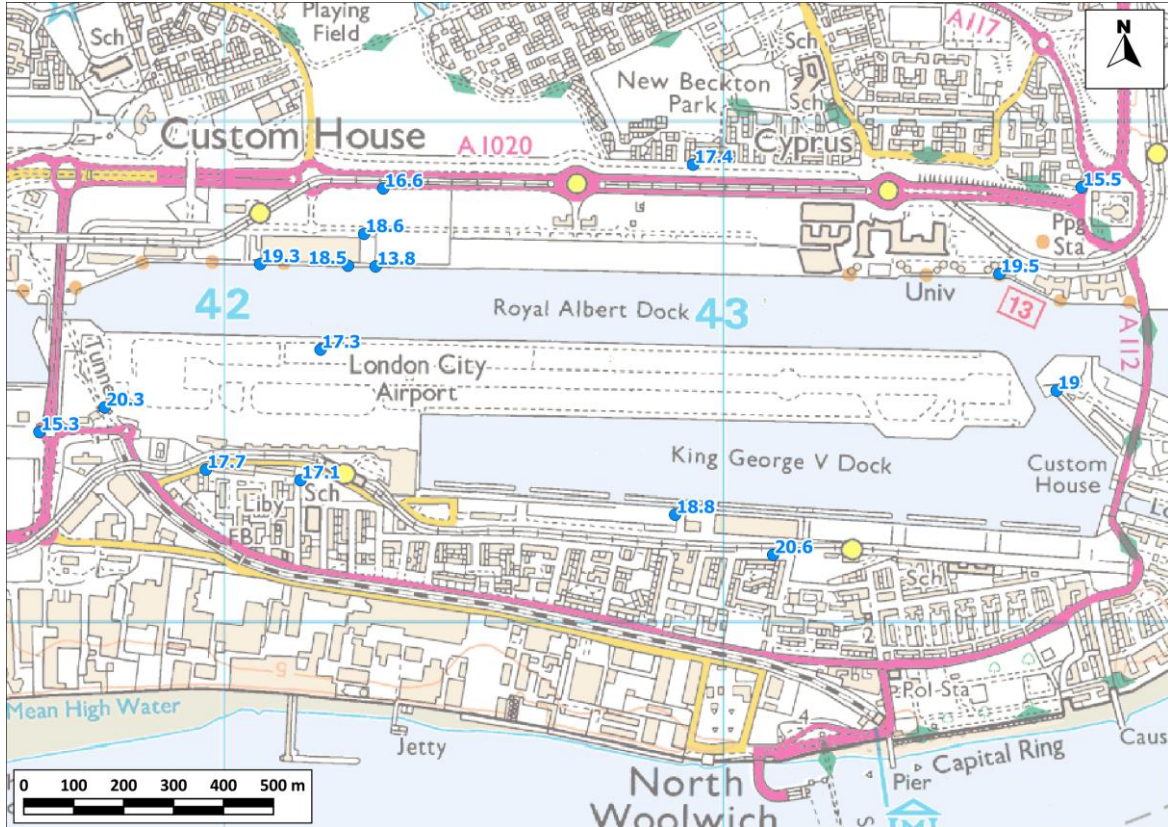 Playing
Field
Sch
A117
N
Sch
New Beckton
Park
Sch
Custom House
A1020
Cyprus
17.4
16.6
15.5
18.6
Ppg
Sta
19.3
18.5
13.8
19.5
Univ
42
43
13
Royal Albert Dock
A112
Tunnel
17.3
London City
Airport
19
20.3
15.3
King George V Dock
Custom
House
17.7
17.1
Sch
Liby
18.8
FB
20.6
Sch
2
9
Pol Sta
Mean High Water
4
Jetty
Capital Ring
Caus
Pier
North
Woolwich
0 100 200 300 400 500 m